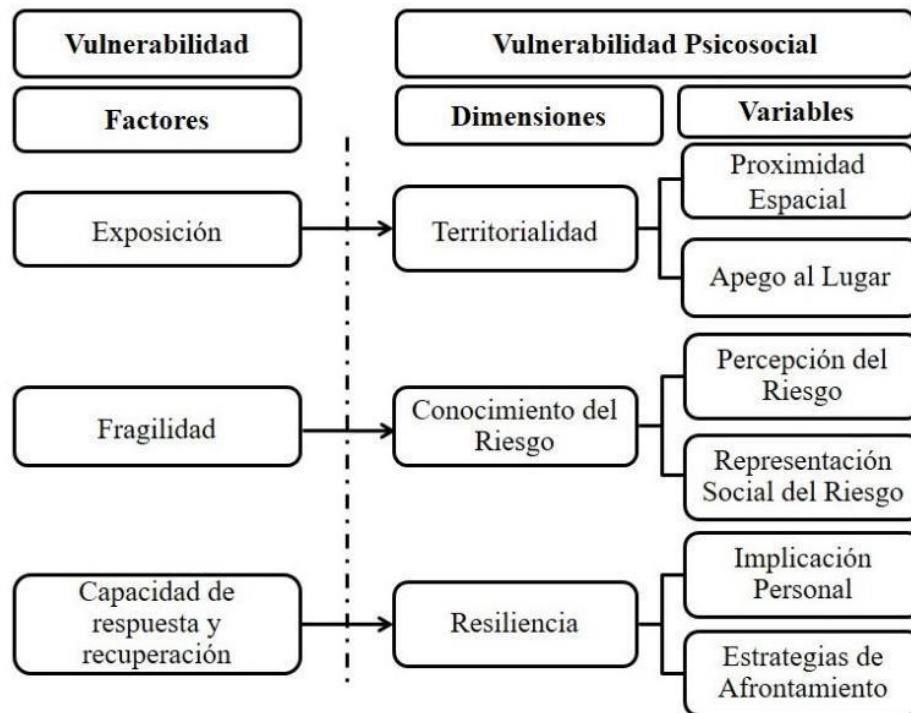 Vulnerabilidad
Vulnerabilidad Psicosocial
Factores
Dimensiones
Variables
Exposición
Territorialidad
Proximidad
Espacial
Apego al Lugar
Fragilidad
Conocimiento del
Riesgo
Percepción del
Riesgo
Representación
Social del Riesgo
Capacidad de
respuesta y
recuperación
Resiliencia
Implicación
Personal
Estrategias de
Afrontamiento